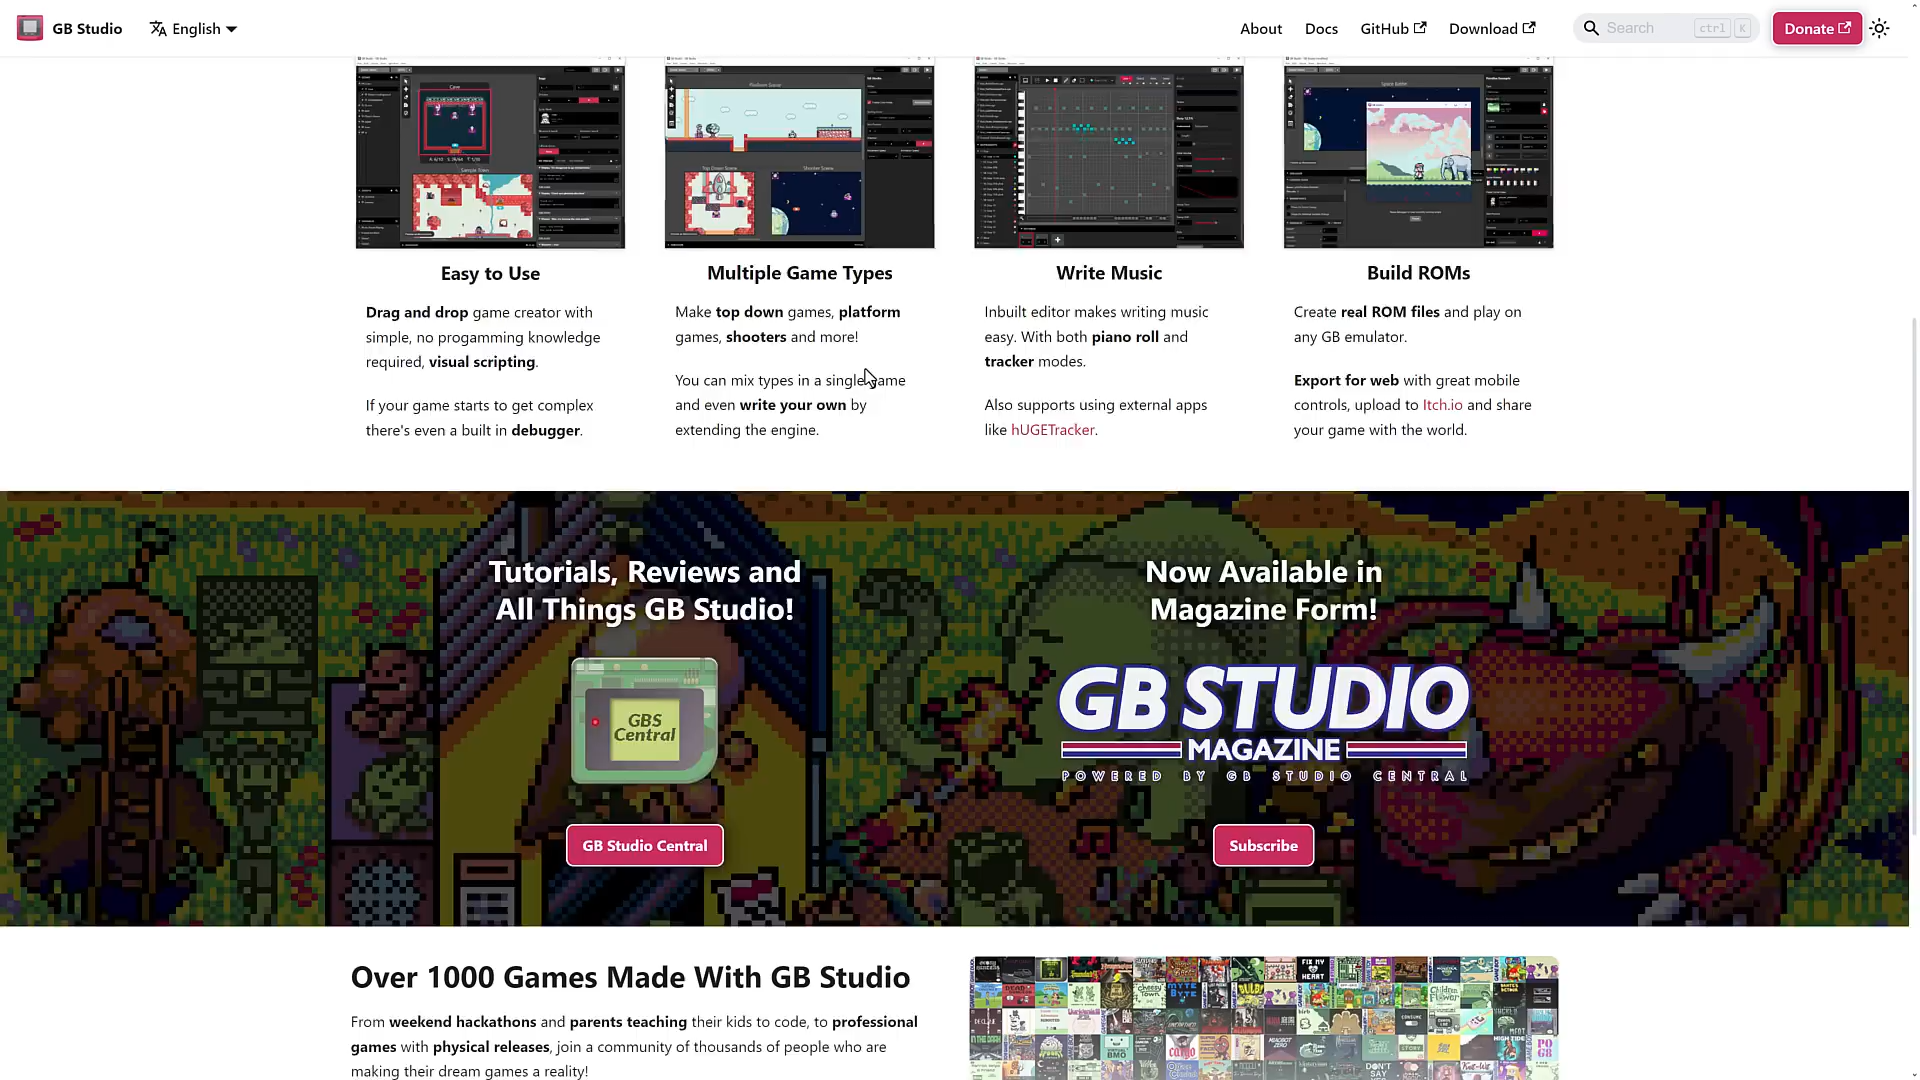 GB Studio
English
About
Docs
GitHub
Download
Search
ctrl
K
Donate
Easy to Use
Multiple Game Types
Write Music
Build ROMs
Drag and drop game creator with
simple, no progamming knowledge
required, visual scripting.
If your game starts to get complex
there's even a built in debugger.
Make top down games, platform
games, shooters and more!
You can mix types in a single game
and even write your own by
extending the engine.
Inbuilt editor makes writing music
easy. With both piano roll and
tracker modes.
Also supports using external apps
like hUGETracker.
Create real ROM files and play on
any GB emulator.
Export for web with great mobile
controls, upload to Itch.io and share
your game with the world.
Tutorials, Reviews and
All Things GB Studio!
GBS
Central
GB Studio Central
Now Available in
Magazine Form!
GB STUDIO
MAGAZINE
POWERED BY GB STUDIO CENTRAL
Subscribe
Over 1000 Games Made With GB Studio
From weekend hackathons and parents teaching their kids to code, to professional
games with physical releases, join a community of thousands of people who are
making their dream games a reality!